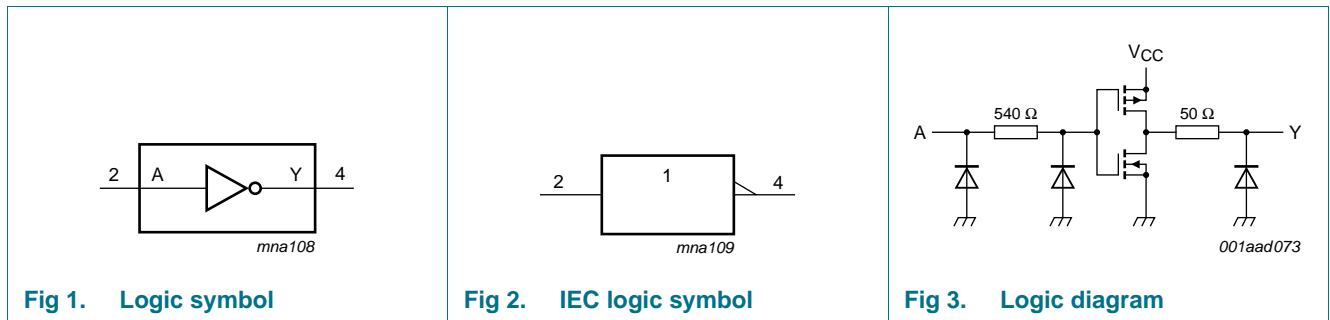 2 A Y 4
mna108
Fig 1. Logic symbol
2 1 4
mna109
Fig 2. IEC logic symbol
VCC
A 540 Ω 50 Ω Y
001aad073
Fig 3. Logic diagram